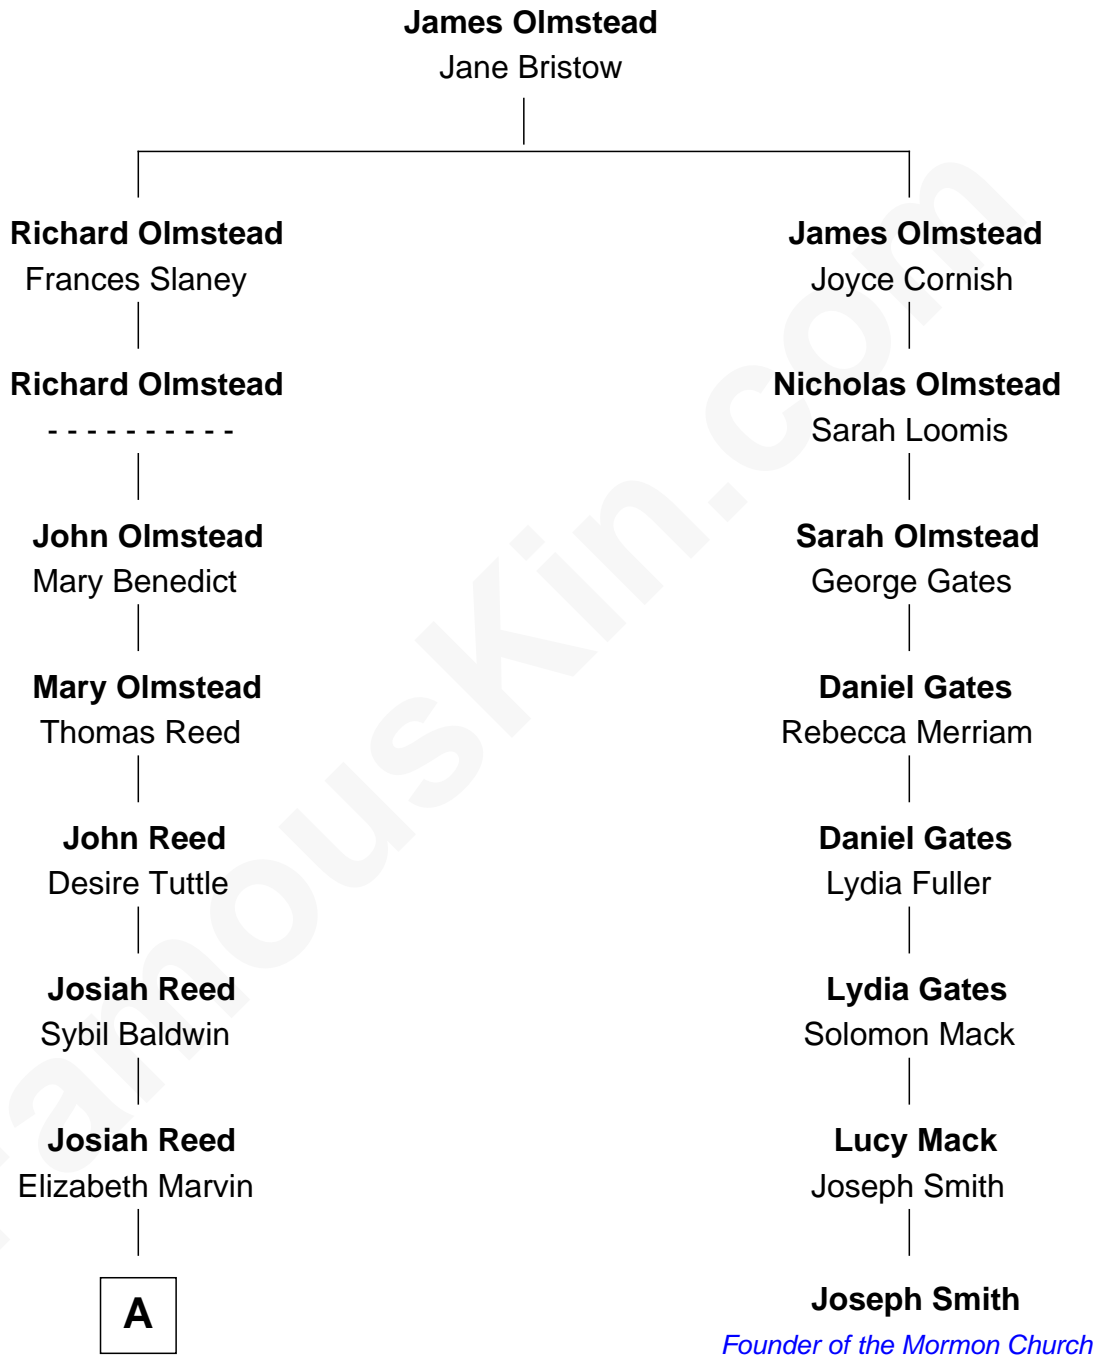 James Olmstead
Jane Bristow
Richard Olmstead
Frances Slaney
Richard Olmstead
- - - - - - - - - -
John Olmstead
Mary Benedict
Mary Olmstead
Thomas Reed
John Reed
Desire Tuttle
Josiah Reed
Sybil Baldwin
Josiah Reed
Elizabeth Marvin
A
James Olmstead
Joyce Cornish
Nicholas Olmstead
Sarah Loomis
Sarah Olmstead
George Gates
Daniel Gates
Rebecca Merriam
Daniel Gates
Lydia Fuller
Lydia Gates
Solomon Mack
Lucy Mack
Joseph Smith
Joseph Smith
Founder of the Mormon Church
FamousKin.com